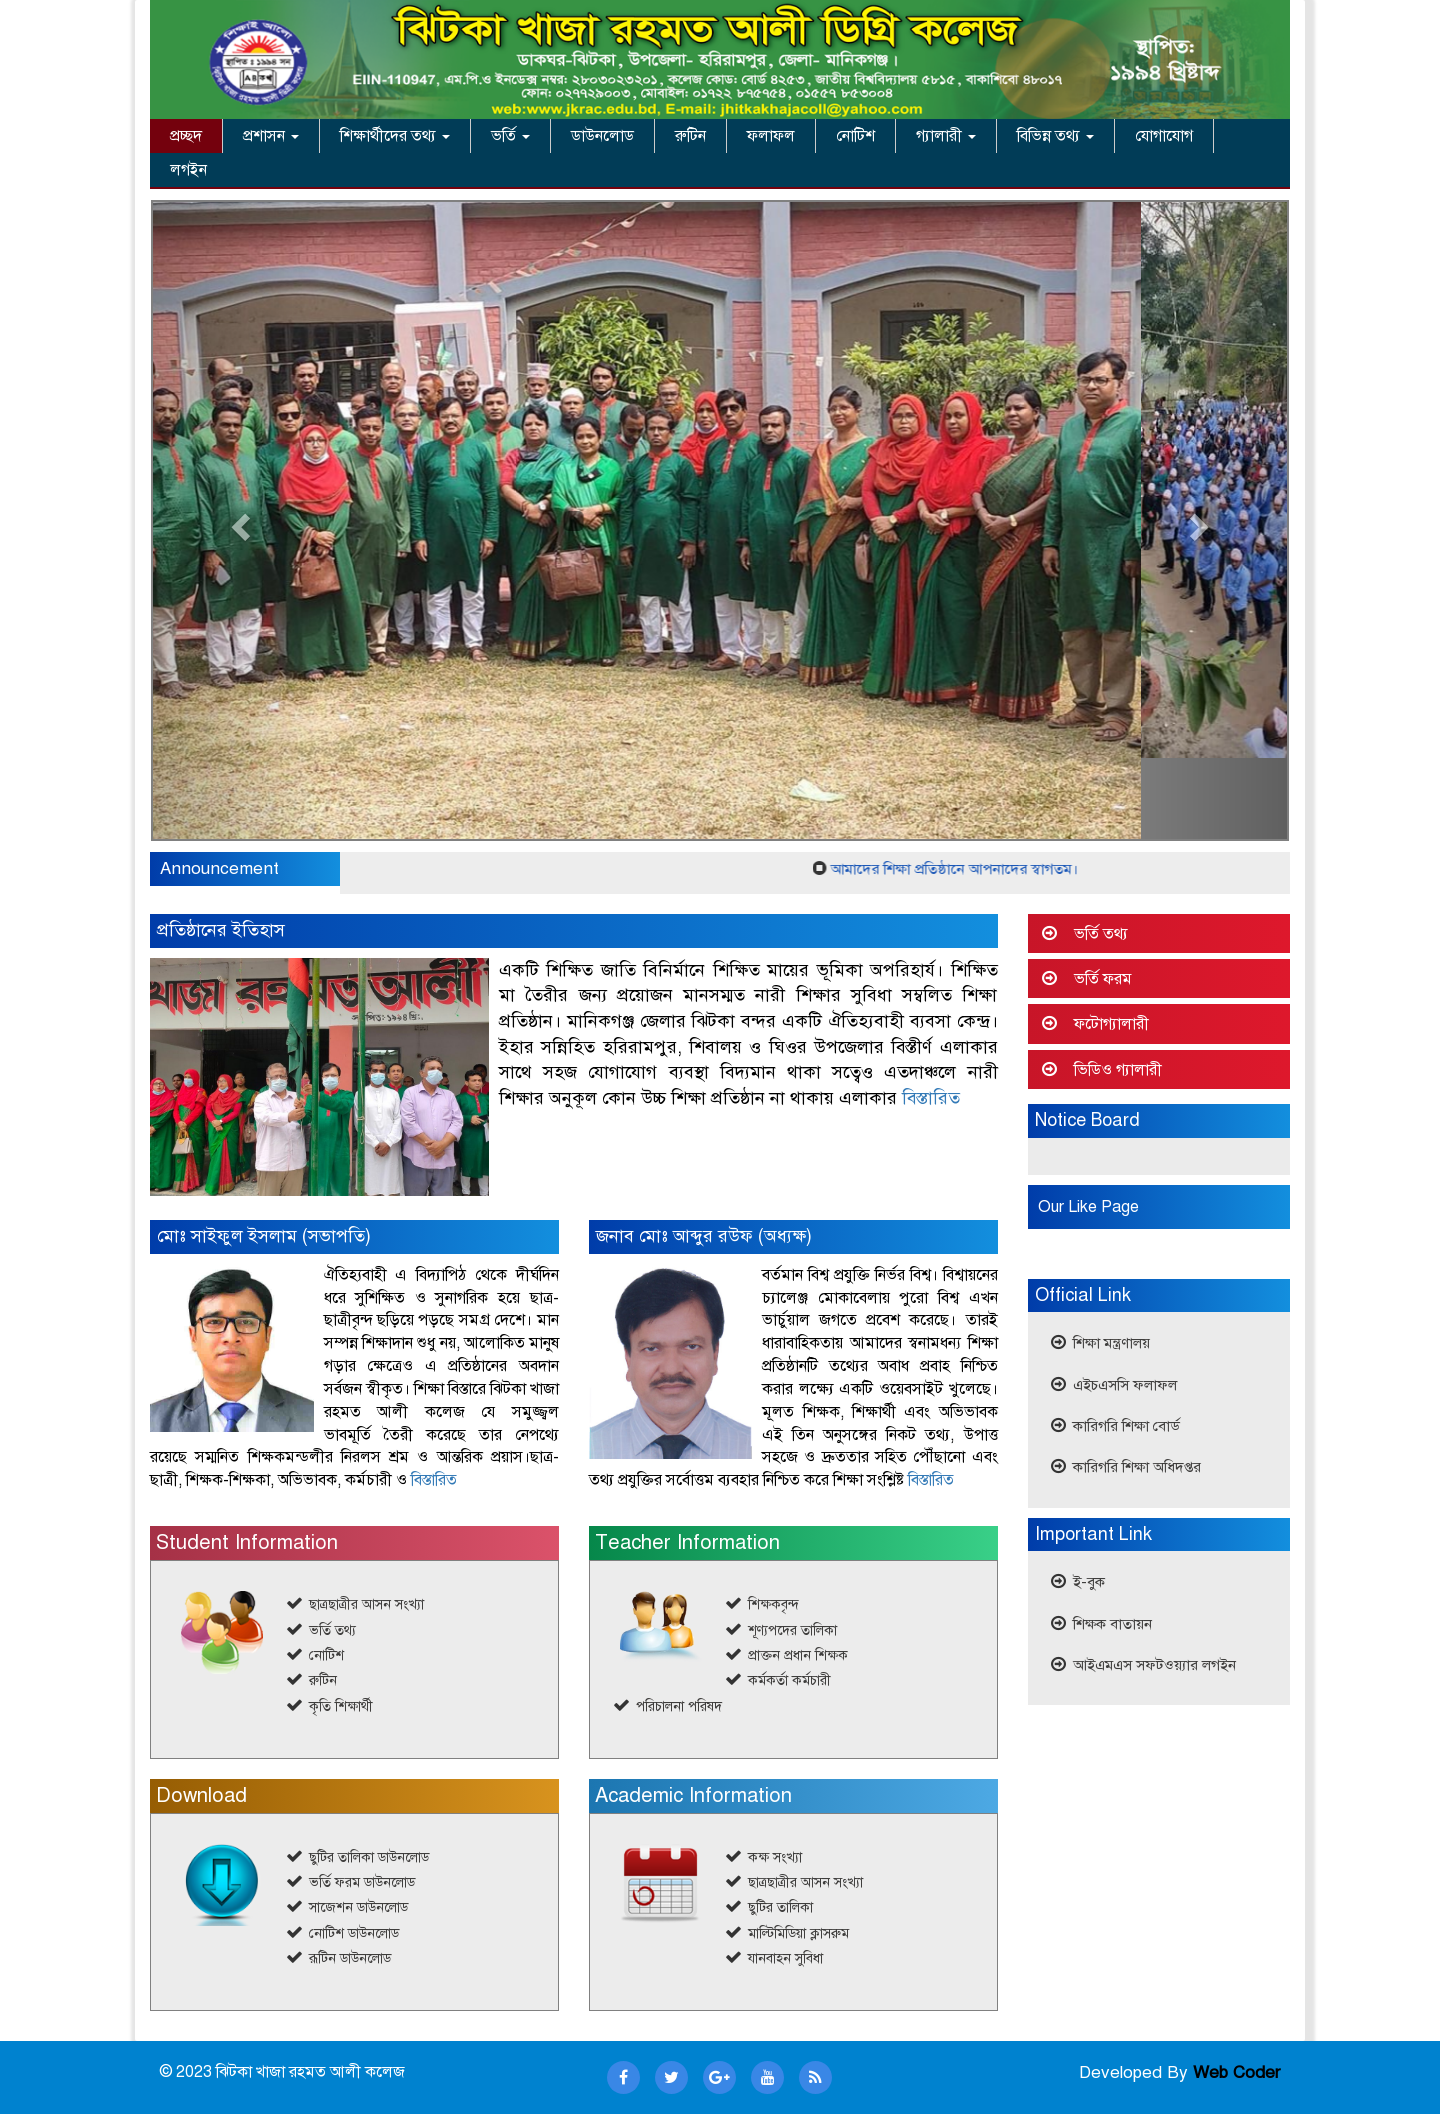 ঝিটকা খাজা রহমত আলী ডিগ্রি কলেজ
ডাকঘর-ঝিটকা, উপজেলা- হরিরামপুর, জেলা- মানিকগঞ্জ।
EIIN-110947, এম.পি.ও ইনডেক্স নম্বর: ২৮০৩০২৩২০১, কলেজ কোড: বোর্ড ৪২৫৩, জাতীয় বিশ্ববিদ্যালয় ৫৮১৫, বাকাশিবো ৪৮০১৭
ফোন: ০২৭৭২৯০০৩, মোবাইল: ০১৭২২ ৮৭৫৭৫৪, ০১৫৫৭ ৮৫৩০০৪
web:www.jkrac.edu.bd, E-mail: jhitkakhajacoll@yahoo.com
স্থাপিত:
১৯৯৪ খ্রিষ্টাব্দ
প্রচ্ছদ
প্রশাসন
শিক্ষার্থীদের তথ্য
ভর্তি
ডাউনলোড
রুটিন
ফলাফল
নোটিশ
গ্যালারী
বিভিন্ন তথ্য
যোগাযোগ
লগইন
Announcement
আমাদের শিক্ষা প্রতিষ্ঠানে আপনাদের স্বাগতম।
প্রতিষ্ঠানের ইতিহাস
খাজা রহমত আলী
একটি শিক্ষিত জাতি বিনির্মানে শিক্ষিত মায়ের ভূমিকা অপরিহার্য। শিক্ষিত
মা তৈরীর জন্য প্রয়োজন মানসম্মত নারী শিক্ষার সুবিধা সম্বলিত শিক্ষা
প্রতিষ্ঠান। মানিকগঞ্জ জেলার ঝিটকা বন্দর একটি ঐতিহ্যবাহী ব্যবসা কেন্দ্র।
ইহার সন্নিহিত হরিরামপুর, শিবালয় ও ঘিওর উপজেলার বিস্তীর্ণ এলাকার
সাথে সহজ যোগাযোগ ব্যবস্থা বিদ্যমান থাকা সত্বেও এতদাঞ্চলে নারী
শিক্ষার অনুকূল কোন উচ্চ শিক্ষা প্রতিষ্ঠান না থাকায় এলাকার বিস্তারিত
ভর্তি তথ্য
ভর্তি ফরম
ফটোগ্যালারী
ভিডিও গ্যালারী
Notice Board
Our Like Page
মোঃ সাইফুল ইসলাম (সভাপতি)
ঐতিহ্যবাহী এ বিদ্যাপিঠ থেকে দীর্ঘদিন
ধরে সুশিক্ষিত ও সুনাগরিক হয়ে ছাত্র-
ছাত্রীবৃন্দ ছড়িয়ে পড়ছে সমগ্র দেশে। মান
সম্পন্ন শিক্ষাদান শুধু নয়, আলোকিত মানুষ
গড়ার ক্ষেত্রেও এ প্রতিষ্ঠানের অবদান
সর্বজন স্বীকৃত। শিক্ষা বিস্তারে ঝিটকা খাজা
রহমত আলী কলেজ যে সমুজ্জ্বল
ভাবমূর্তি তৈরী করেছে তার নেপথ্যে
রয়েছে সম্মনিত শিক্ষকমন্ডলীর নিরলস শ্রম ও আন্তরিক প্রয়াস।ছাত্র-
ছাত্রী, শিক্ষক-শিক্ষকা, অভিভাবক, কর্মচারী ও বিস্তারিত
জনাব মোঃ আব্দুর রউফ (অধ্যক্ষ)
বর্তমান বিশ্ব প্রযুক্তি নির্ভর বিশ্ব। বিশ্বায়নের
চ্যালেঞ্জ মোকাবেলায় পুরো বিশ্ব এখন
ভার্চুয়াল জগতে প্রবেশ করেছে। তারই
ধারাবাহিকতায় আমাদের স্বনামধন্য শিক্ষা
প্রতিষ্ঠানটি তথ্যের অবাধ প্রবাহ নিশ্চিত
করার লক্ষ্যে একটি ওয়েবসাইট খুলেছে।
মূলত শিক্ষক, শিক্ষার্থী এবং অভিভাবক
এই তিন অনুসঙ্গের নিকট তথ্য, উপাত্ত
সহজে ও দ্রুততার সহিত পৌঁছানো এবং
তথ্য প্রযুক্তির সর্বোত্তম ব্যবহার নিশ্চিত করে শিক্ষা সংশ্লিষ্ট বিস্তারিত
Official Link
শিক্ষা মন্ত্রণালয়
এইচএসসি ফলাফল
কারিগরি শিক্ষা বোর্ড
কারিগরি শিক্ষা অধিদপ্তর
Important Link
ই-বুক
শিক্ষক বাতায়ন
আইএমএস সফটওয়্যার লগইন
Student Information
ছাত্রছাত্রীর আসন সংখ্যা
ভর্তি তথ্য
নোটিশ
রুটিন
কৃতি শিক্ষার্থী
Teacher Information
শিক্ষকবৃন্দ
শূণ্যপদের তালিকা
প্রাক্তন প্রধান শিক্ষক
কর্মকর্তা কর্মচারী
পরিচালনা পরিষদ
Download
ছুটির তালিকা ডাউনলোড
ভর্তি ফরম ডাউনলোড
সাজেশন ডাউনলোড
নোটিশ ডাউনলোড
রূটিন ডাউনলোড
Academic Information
কক্ষ সংখ্যা
ছাত্রছাত্রীর আসন সংখ্যা
ছুটির তালিকা
মাল্টিমিডিয়া ক্লাসরুম
যানবাহন সুবিধা
© 2023 ঝিটকা খাজা রহমত আলী কলেজ
Developed By Web Coder